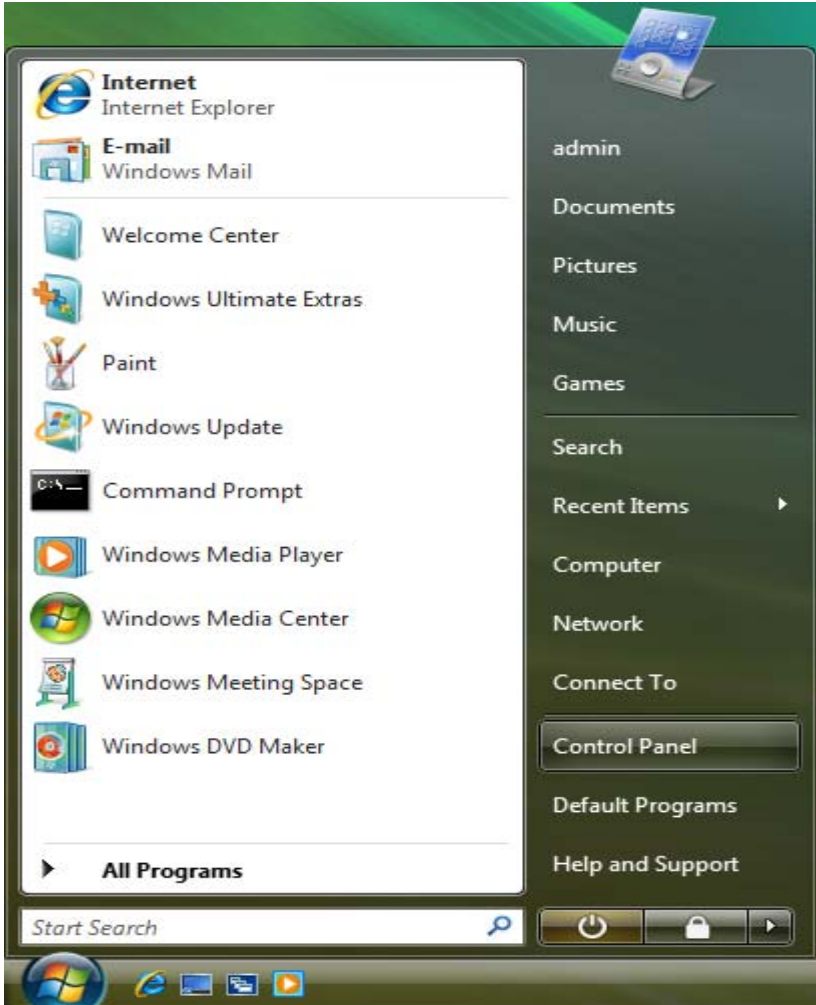 Internet
Internet Explorer
E-mail
Windows Mail
Welcome Center
Windows Ultimate Extras
Paint
Windows Update
C:\
Command Prompt
Windows Media Player
Windows Media Center
Windows Meeting Space
Windows DVD Maker
All Programs
Start Search
admin
Documents
Pictures
Music
Games
Search
Recent Items
Computer
Network
Connect To
Control Panel
Default Programs
Help and Support